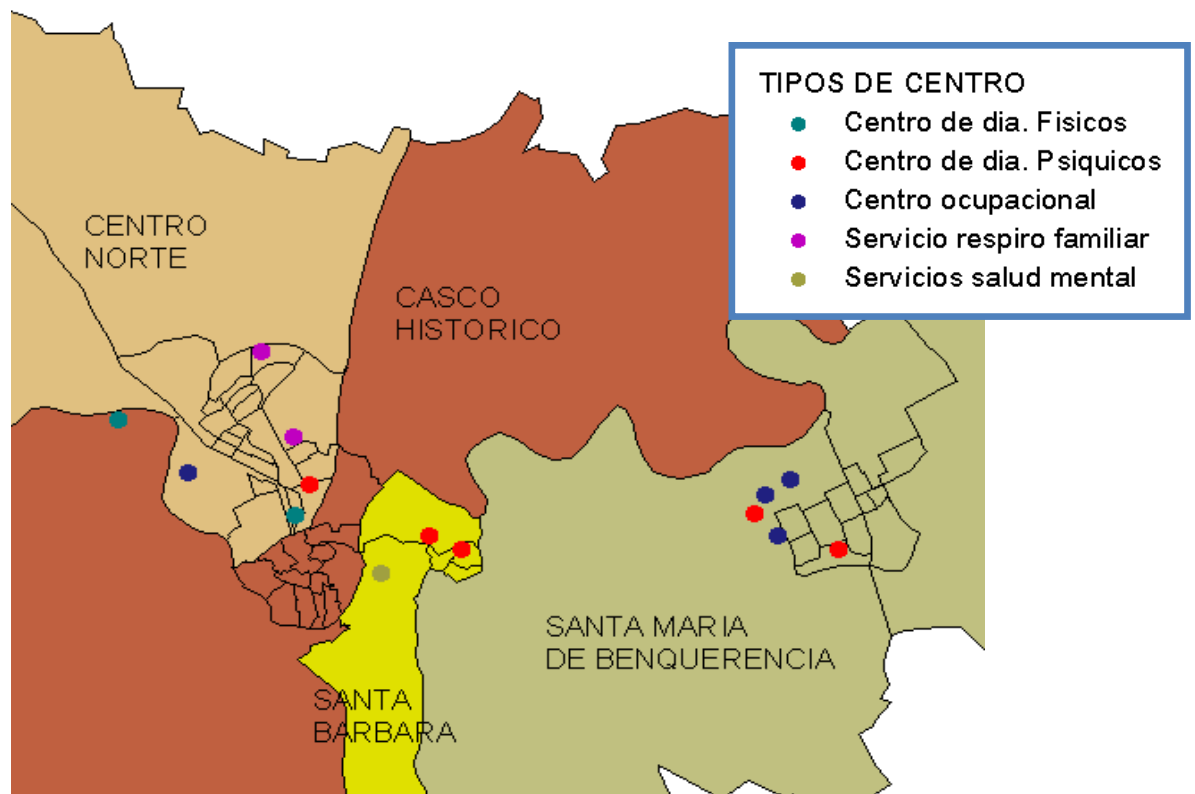 TIPOS DE CENTRO
Centro de dia. Fisicos
Centro de dia. Psiquicos
Centro ocupacional
Servicio respiro familiar
Servicios salud mental
CENTRO
NORTE
CASCO
HISTORICO
SANTA MARIA
DE BENQUERENCIA
SANTA
BARBARA